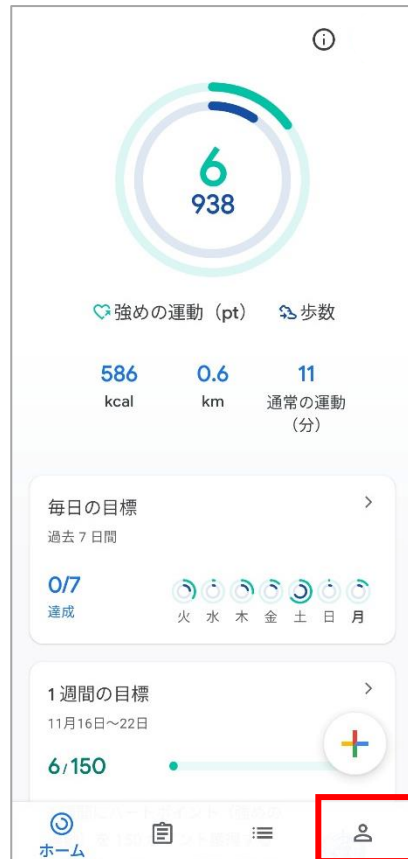 6
938
強めの運動（pt） 歩数
586 0.6 11
kcal km 通常の運動
（分）
毎日の目標
過去 7 日間
0/7
達成
火 水 木 金 土 日 月
1 週間の目標
11月16日～22日
6/150
ホーム